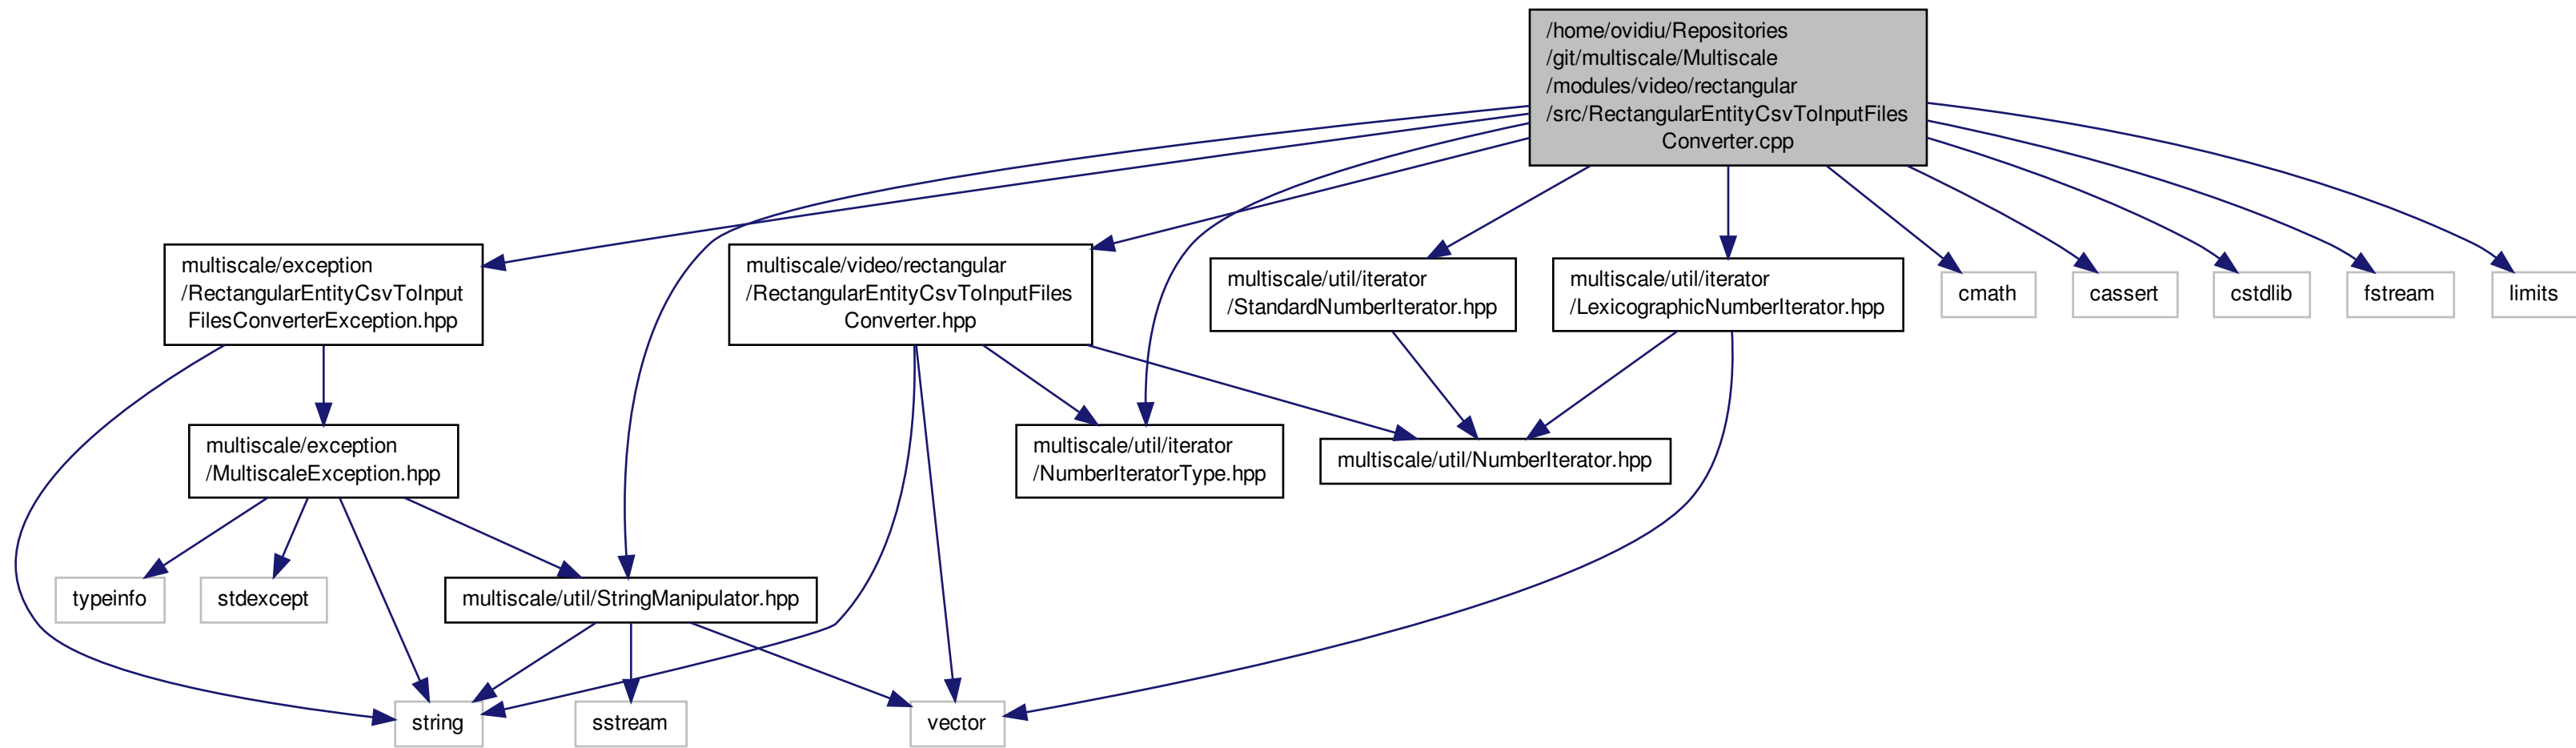 /home/ovidiu/Repositories
/git/multiscale/Multiscale
/modules/video/rectangular
/src/RectangularEntityCsvToInputFiles
Converter.cpp
multiscale/exception
/RectangularEntityCsvToInput
FilesConverterException.hpp
multiscale/video/rectangular
/RectangularEntityCsvToInputFiles
Converter.hpp
multiscale/util/iterator
/StandardNumberIterator.hpp
multiscale/util/iterator
/LexicographicNumberIterator.hpp
cmath
cassert
cstdlib
fstream
limits
multiscale/exception
/MultiscaleException.hpp
multiscale/util/iterator
/NumberIteratorType.hpp
multiscale/util/NumberIterator.hpp
typeinfo
stdexcept
multiscale/util/StringManipulator.hpp
string
sstream
vector